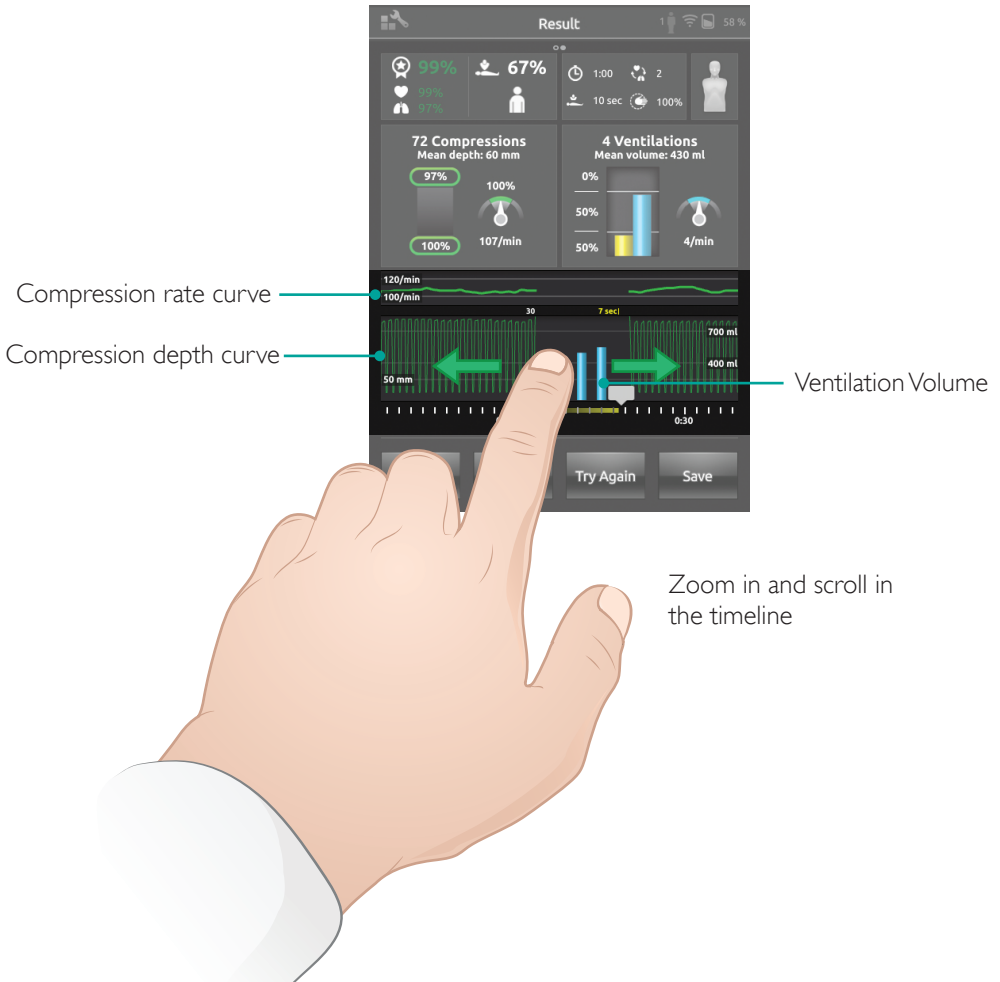 Result
1
58 %
99%
67%
99%
97%
1:00
2
10 sec
100%
72 Compressions
Mean depth: 60 mm
97%
100%
100%
107/min
4 Ventilations
Mean volume: 430 ml
0%
50%
50%
4/min
120/min
100/min
30
7 sec
700 ml
400 ml
50 mm
0:30
Try Again
Save
Compression rate curve
Compression depth curve
Ventilation Volume
Zoom in and scroll in
the timeline